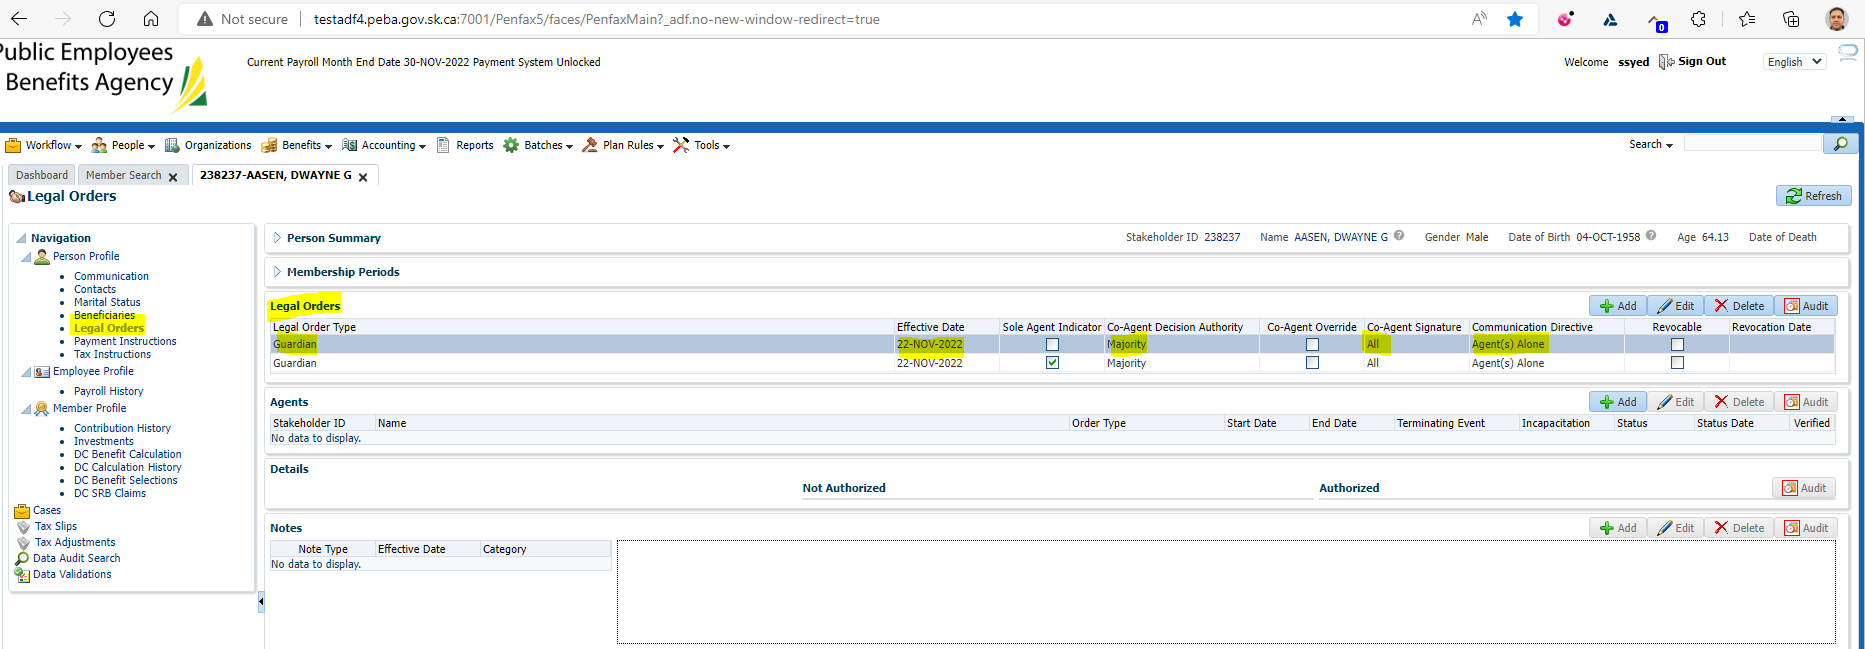 Not secure testadf4.peba.gov.sk.ca:7001/Penfax5/faces/PenfaxMain?_adf.no-new-window-redirect=true 0
Public Employees
Benefits Agency
Current Payroll Month End Date 30-NOV-2022 Payment System Unlocked
Welcome ssyed Sign Out English
Workflow People Organizations Benefits Accounting Reports Batches Plan Rules Tools Search
Dashboard Member Search 238237-AASEN, DWAYNE G
Legal Orders Refresh
Navigation
Person Profile
Communication
Contacts
Marital Status
Beneficiaries
Legal Orders
Payment Instructions
Tax Instructions
Employee Profile
Payroll History
Member Profile
Contribution History
Investments
DC Benefit Calculation
DC Calculation History
DC Benefit Selections
DC SRB Claims
Cases
Tax Slips
Tax Adjustments
Data Audit Search
Data Validations
Person Summary Stakeholder ID 238237 Name AASEN, DWAYNE G Gender Male Date of Birth 04-OCT-1958 Age 64.13 Date of Death
Membership Periods
Legal Orders Add Edit Delete Audit
Legal Order Type Effective Date Sole Agent Indicator Co-Agent Decision Authority Co-Agent Override Co-Agent Signature Communication Directive Revocable Revocation Date
Guardian 22-NOV-2022 Majority All Agent(s) Alone
Guardian 22-NOV-2022 Majority All Agent(s) Alone
Agents Add Edit Delete Audit
Stakeholder ID Name Order Type Start Date End Date Terminating Event Incapacitation Status Status Date Verified
No data to display.
Details
Not Authorized Authorized Audit
Notes Add Edit Delete Audit
Note Type Effective Date Category
No data to display.